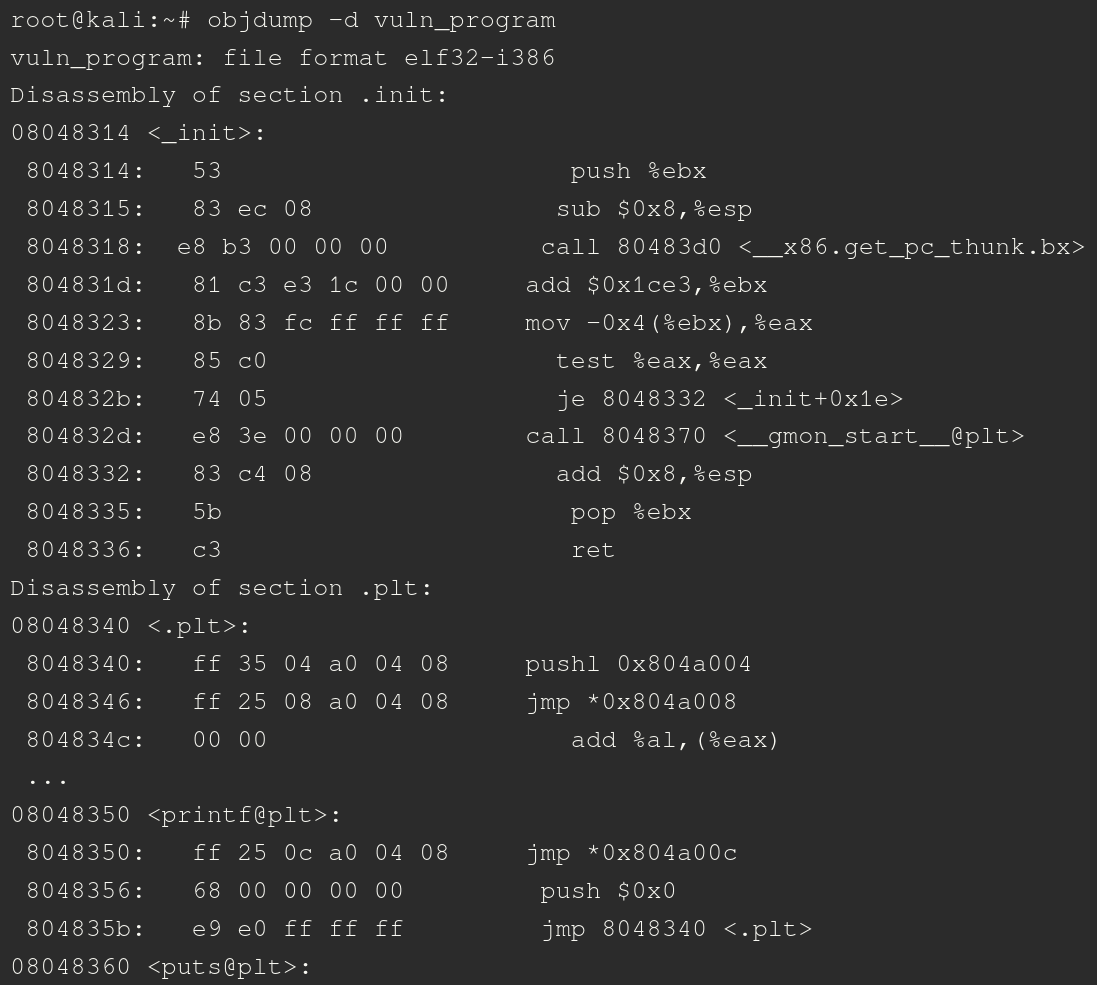 root@kali:~# objdump -d vuln_program
vuln_program: file format elf32-i386
Disassembly of section .init:
08048314 <_init>:
8048314: 53 push %ebx
8048315: 83 ec 08 sub $0x8,%esp
8048318: e8 b3 00 00 00 call 80483d0 <__x86.get_pc_thunk.bx>
804831d: 81 c3 e3 1c 00 00 add $0x1ce3,%ebx
8048323: 8b 83 fc ff ff ff mov -0x4(%ebx),%eax
8048329: 85 c0 test %eax,%eax
804832b: 74 05 je 8048332 <_init+0x1e>
804832d: e8 3e 00 00 00 call 8048370 <__gmon_start__@plt>
8048332: 83 c4 08 add $0x8,%esp
8048335: 5b pop %ebx
8048336: c3 ret
Disassembly of section .plt:
08048340 <.plt>:
8048340: ff 35 04 a0 04 08 pushl 0x804a004
8048346: ff 25 08 a0 04 08 jmp *0x804a008
804834c: 00 00 add %al,(%eax)
...
08048350 <printf@plt>:
8048350: ff 25 0c a0 04 08 jmp *0x804a00c
8048356: 68 00 00 00 00 push $0x0
804835b: e9 e0 ff ff ff jmp 8048340 <.plt>
08048360 <puts@plt>: